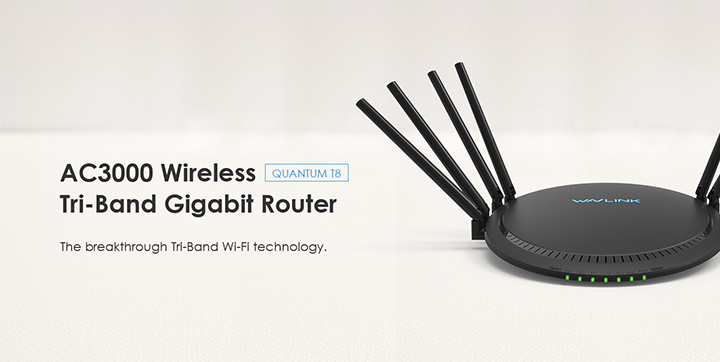 AC3000 Wireless QUANTUM T8
Tri-Band Gigabit Router
The breakthrough Tri-Band Wi-Fi technology.
WAVLINK